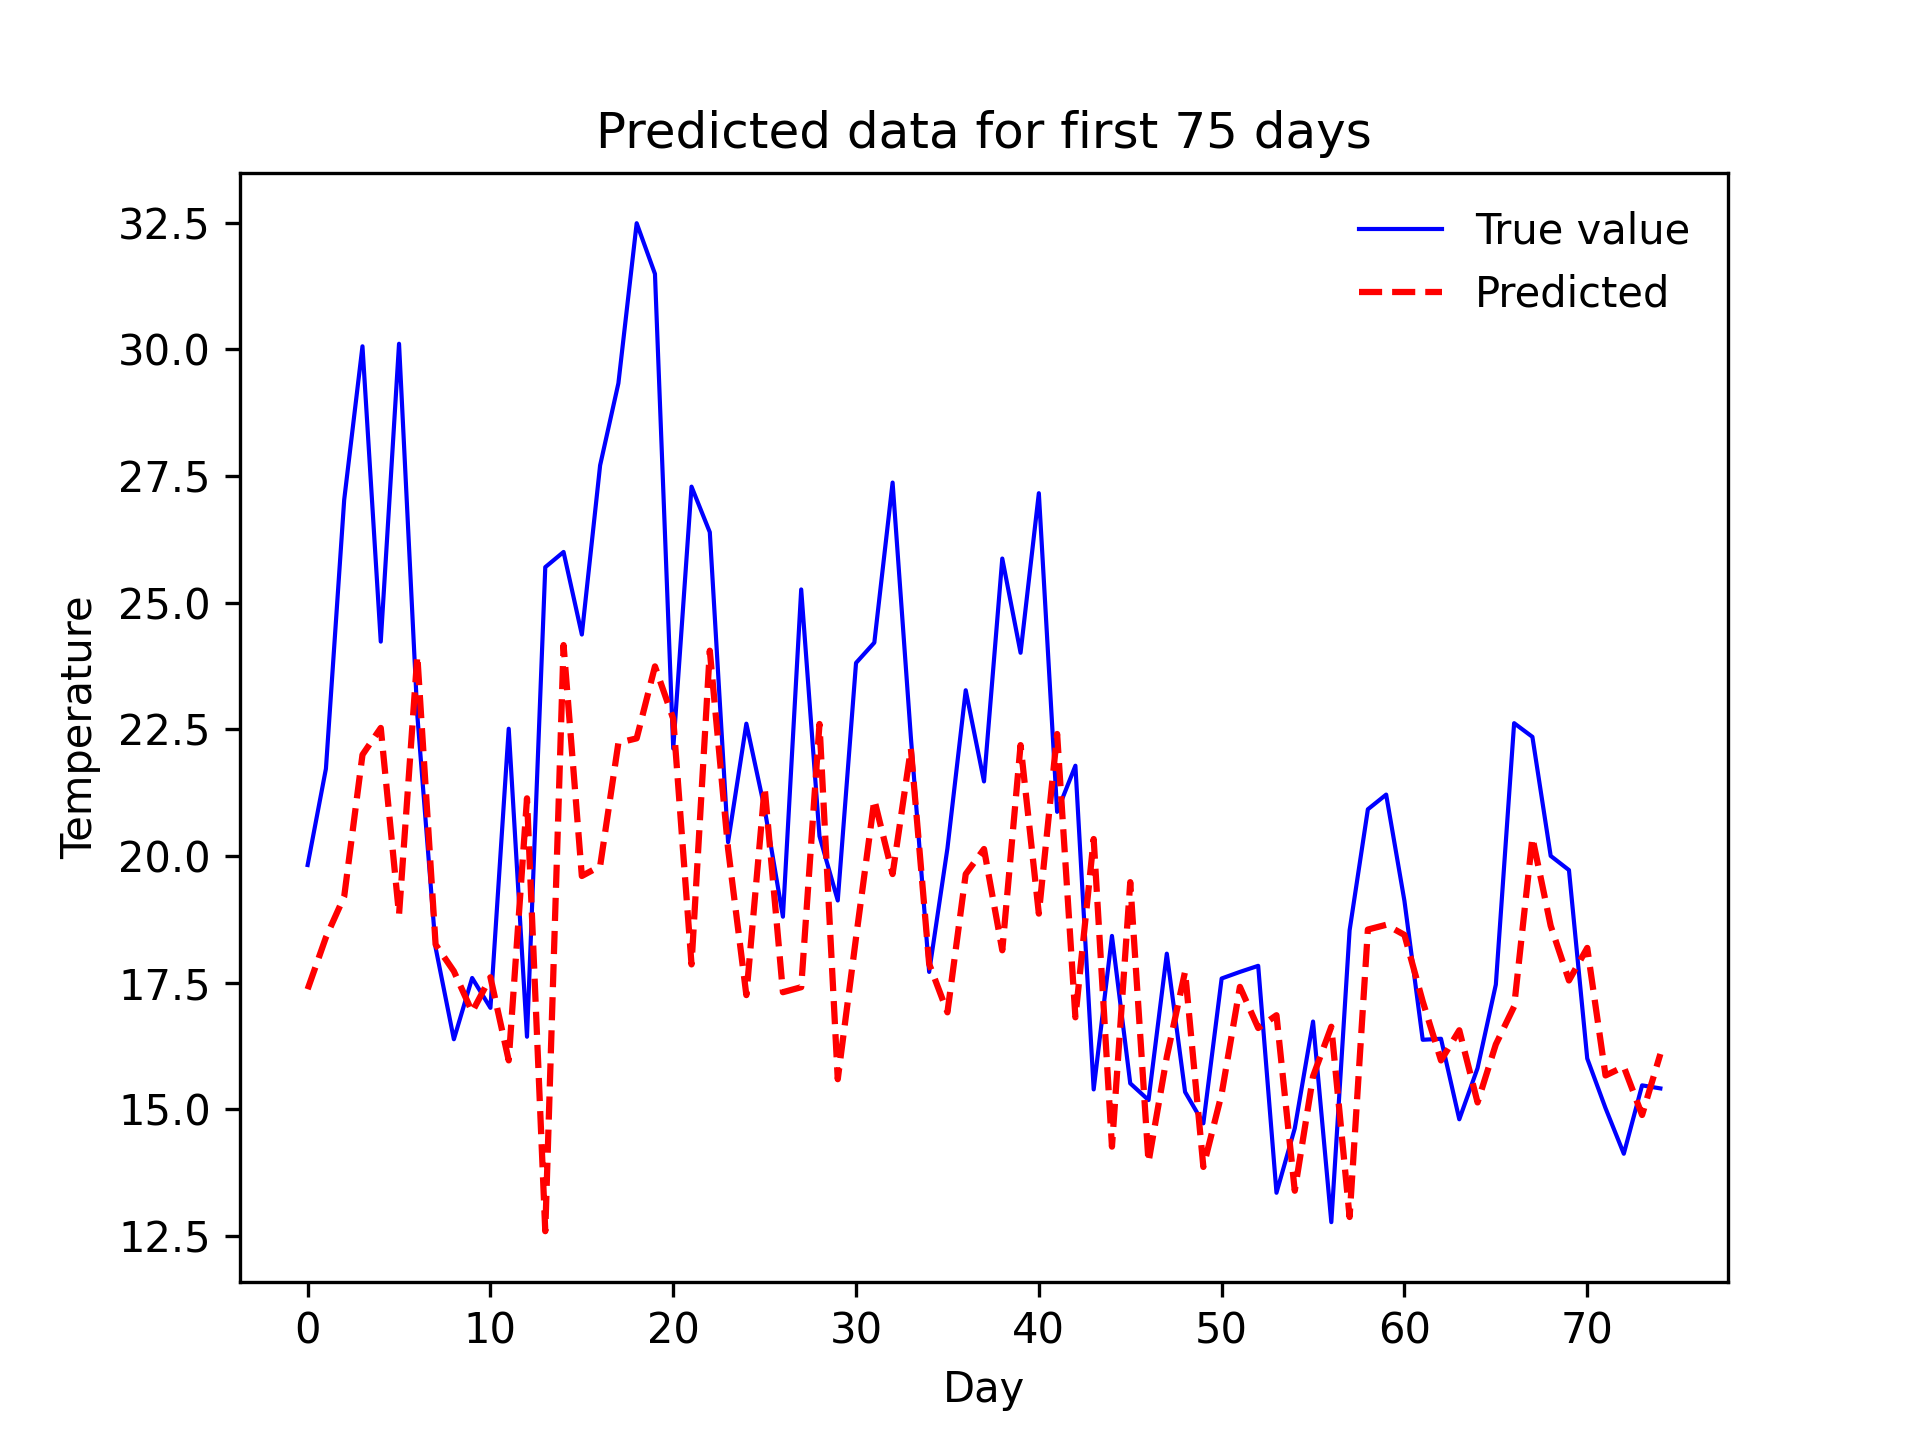 Predicted data for first 75 days
True value
Predicted
32.5
30.0
27.5
25.0
22.5
20.0
17.5
15.0
12.5
Temperature
0 10 20 30 40 50 60 70
Day